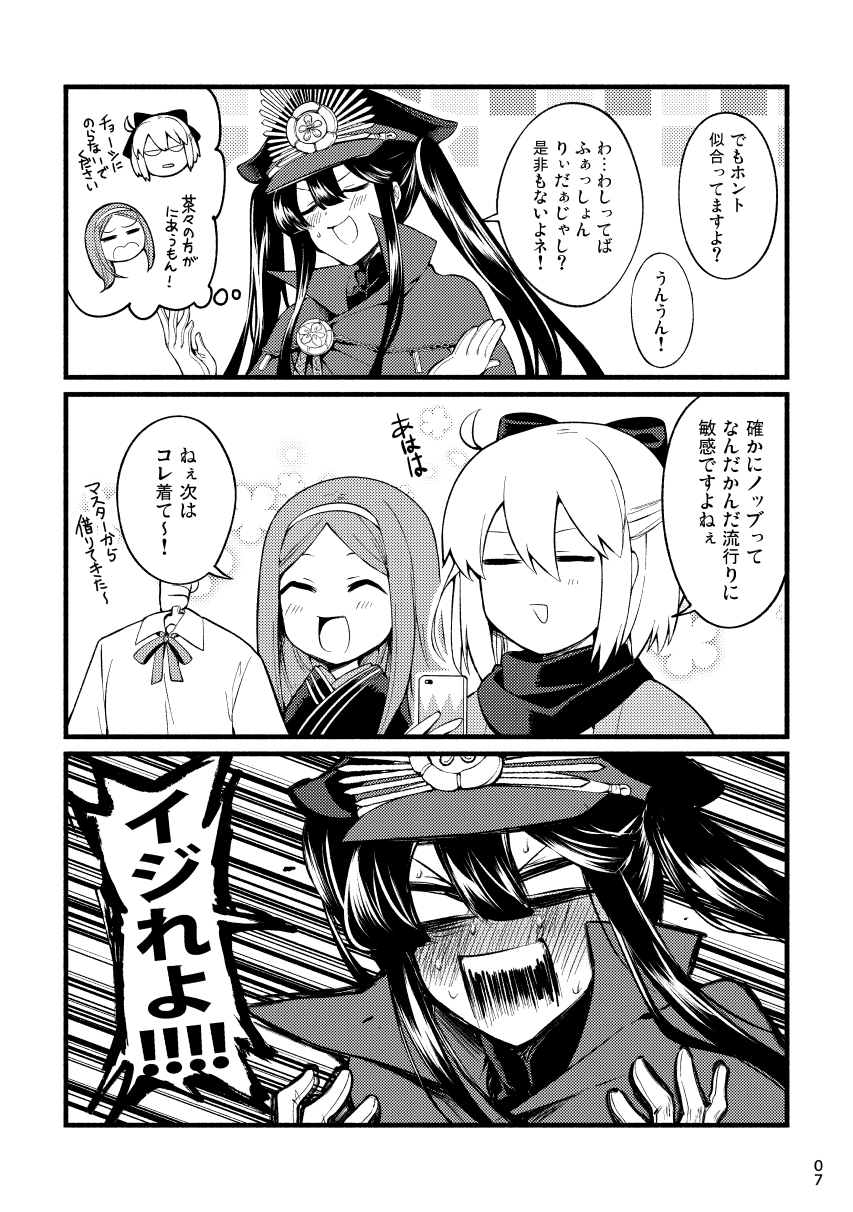 でもホント
似合ってますよ?
うんうん!
わ…わしってば
ふぁっしょん
りぃだぁじゃし?
是非もないよネ!
チョーシに
のらないで
ください
茶々の方が
にあうもん!
確かにノッブって
なんだかんだ流行りに
敏感ですよねぇ
あはは
ねぇ次は
コレ着て〜!
マスターから
借りてきた〜
イジれよ!!!!
07